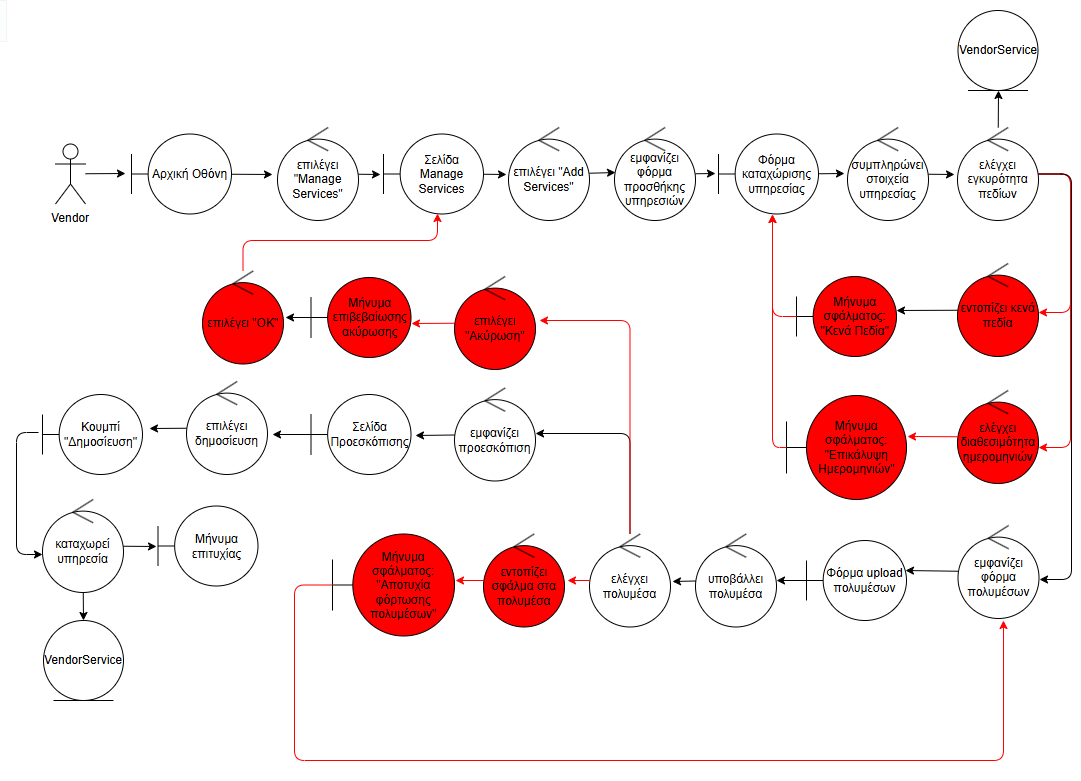 VendorService
Vendor
Αρχική Οθόνη
επιλέγει
"Manage
Services"
Σελίδα
Manage
Services
επιλέγει "Add
Services"
εμφανίζει
φόρμα
προσθήκης
υπηρεσιών
Φόρμα
καταχώρισης
υπηρεσίας
συμπληρώνει
στοιχεία
υπηρεσίας
ελέγχει
εγκυρότητα
πεδίων
επιλέγει "ΟΚ"
Μήνυμα
επιβεβαίωσης
ακύρωσης
επιλέγει
"Ακύρωση"
Μήνυμα
σφάλματος:
"Κενά Πεδία"
εντοπίζει κενά
πεδία
Κουμπί
"Δημοσίευση"
επιλέγει
δημοσίευση
Σελίδα
Προεσκόπισης
εμφανίζει
προεσκόπιση
Μήνυμα
σφάλματος:
"Επικάλυψη
Ημερομηνιών"
ελέγχει
διαθεσιμότητα
ημερομηνιών
καταχωρεί
υπηρεσία
Μήνυμα
επιτυχίας
Μήνυμα
σφάλματος:
"Αποτυχία
φόρτωσης
πολυμέσων"
εντοπίζει
σφάλμα στα
πολυμέσα
ελέγχει
πολυμέσα
υποβάλλει
πολυμέσα
Φόρμα upload
πολυμέσων
εμφανίζει
φόρμα
πολυμέσων
VendorService